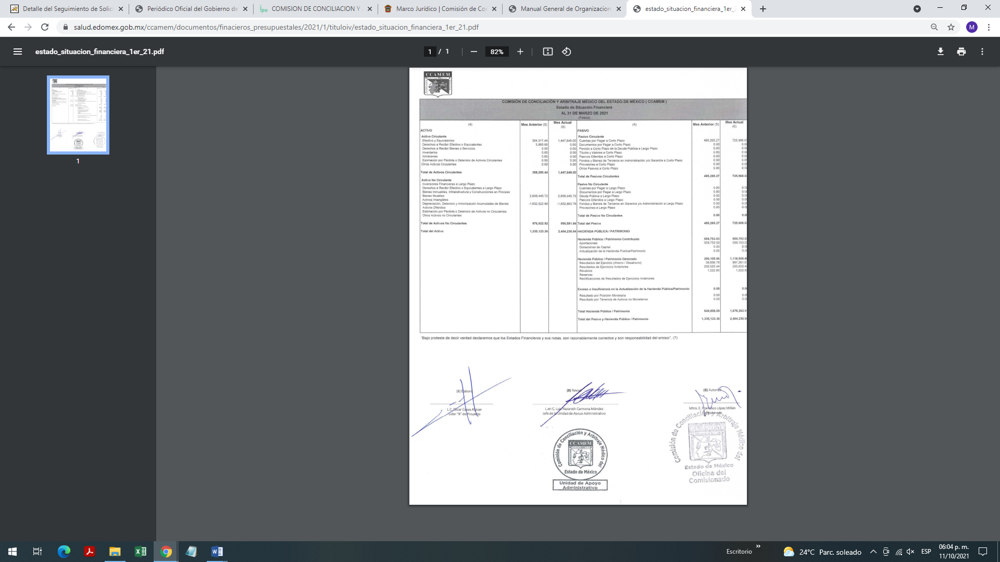 Detalle del Seguimiento de Solici
Periódico Oficial del Gobierno de
ipo COMISION DE CONCILIACION Y
Marco Jurídico | Comisión de Co
Manual General de Organizacion
estado_situacion_financiera_1er_2
salud.edomex.gob.mx/ccamem/documentos/finacieros_presupuestales/2021/1/tituloiv/estado_situacion_financiera_1er_21.pdf
M
estado_situacion_financiera_1er_21.pdf
1 / 1
82%
1
CCAMEM
COMISIÓN DE CONCILIACIÓN Y ARBITRAJE MÉDICO DEL ESTADO DE MÉXICO ( CCAMEM )
Estado de Situación Financiera
AL 31 DE MARZO DE 2021
(Pesos)
(4) Mes Anterior (5) Mes Actual (6) (4) Mes Anterior (5) Mes Actual (6)
ACTIVO PASIVO
Activo Circulante Pasivo Circulante
Efectivo y Equivalentes 354,317.44 1,447,649.00 Cuentas por Pagar a Corto Plazo 485,265.27 725,968.0
Derechos a Recibir Efectivo o Equivalentes 3,883.00 0.00 Documentos por Pagar a Corto Plazo 0.00 0.0
Derechos a Recibir Bienes o Servicios 0.00 0.00 Porción a Corto Plazo de la Deuda Pública a Largo Plazo 0.00 0.0
Inventarios 0.00 0.00 Títulos y Valores a Corto Plazo 0.00 0.0
Almacenes 0.00 0.00 Pasivos Diferidos a Corto Plazo 0.00 0.0
Estimación por Pérdida o Deterioro de Activos Circulantes 0.00 0.00 Fondos y Bienes de Terceros en Administración y/o Garantía a Corto Plazo 0.00 0.0
Otros Activos Circulantes 0.00 0.00 Provisiones a Corto Plazo 0.00 0.0
Otros Pasivos a Corto Plazo 0.00 0.0
Total de Activos Circulantes 358,200.44 1,447,649.00
Total de Pasivos Circulantes 485,265.27 725,968.0
Activo No Circulante
Inversiones Financieras a Largo Plazo Pasivo No Circulante
Derechos a Recibir Efectivo o Equivalentes a Largo Plazo Cuentas por Pagar a Largo Plazo 0.00 0.0
Bienes Inmuebles, Infraestructura y Construcciones en Proceso Documentos por Pagar a Largo Plazo 0.00 0.0
Bienes Muebles 2,609,445.72 2,609,445.72 Deuda Pública a Largo Plazo 0.00 0.0
Activos Intangibles Pasivos Diferidos a Largo Plazo 0.00 0.0
Depreciación, Deterioro y Amortización Acumuladas de Bienes -1,632,522.80 -1,652,863.78 Fondos y Bienes de Terceros en Garantía y/o Administración a Largo Plazo 0.00 0.0
Activos Diferidos Provisiones a Largo Plazo 0.00 0.0
Estimación por Pérdida o Deterioro de Activos no Circulantes
Otros Activos no Circulantes Total de Pasivo No Circulantes 0.00 0.0
Total de Activos No Circulantes 976,922.92 956,581.94 Total del Pasivo 485,265.27 725,968.0
Total del Activo 1,335,123.36 2,404,230.94 HACIENDA PÚBLICA / PATRIMONIO
Hacienda Pública / Patrimonio Contribuido 559,753.03 559,753.0
Aportaciones 559,753.03 559,753.0
Donaciones de Capital 0.00 0.0
Actualización de la Hacienda Pública/Patrimonio 0.00 0.0
Hacienda Pública / Patrimonio Generado 290,105.06 1,118,509.8
Resultados del Ejercicio (Ahorro / Desahorro) 38,856.79 867,261.6
Resultados de Ejercicios Anteriores 250,025.44 250,025.4
Revalúos 1,222.83 1,222.8
Reservas
Rectificaciones de Resultados de Ejercicios Anteriores
Exceso o Insuficiencia en la Actualización de la Hacienda Pública/Patrimonio 0.00 0.0
Resultado por Posición Monetaria 0.00 0.0
Resultado por Tenencia de Activos no Monetarios 0.00 0.0
Total Hacienda Pública / Patrimonio 849,858.09 1,678,262.9
Total del Pasivo y Hacienda Pública / Patrimonio 1,335,123.36 2,404,230.9
"Bajo protesta de decir verdad declaramos que los Estados Financieros y sus notas, son razonablemente correctos y son responsabilidad del emisor". (7)
(8) Elaboró
(8) Revisó
(8) Autorizó
L.C. Oscar Casas
Líder "B" de Proyecto
L.en C. Luis Nazareth Carmona Méndez
Jefe de la Unidad de Apoyo Administrativo
Mtro. E. Francisco López Millán
Comisionado
Comisión de Conciliación y Arbitraje Médico del
CCAMEM
Estado de México
Unidad de Apoyo
Administrativo
Comisión de Conciliación y Arbitraje Médico del
CCAMEM
Estado de México
Oficina del
Comisionado
Escritorio
24°C Parc. soleado
ESP
06:04 p. m.
11/10/2021